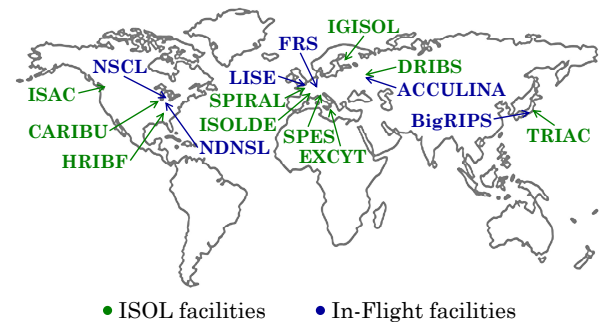 IGISOL
FRS
NSCL
DRIBS
LISE
ACCULINA
ISAC
SPIRAL
ISOLDE
BigRIPS
CARIBU
SPES
TRIAC
NDNSL
EXCYT
HRIBF
ISOL facilities
In-Flight facilities